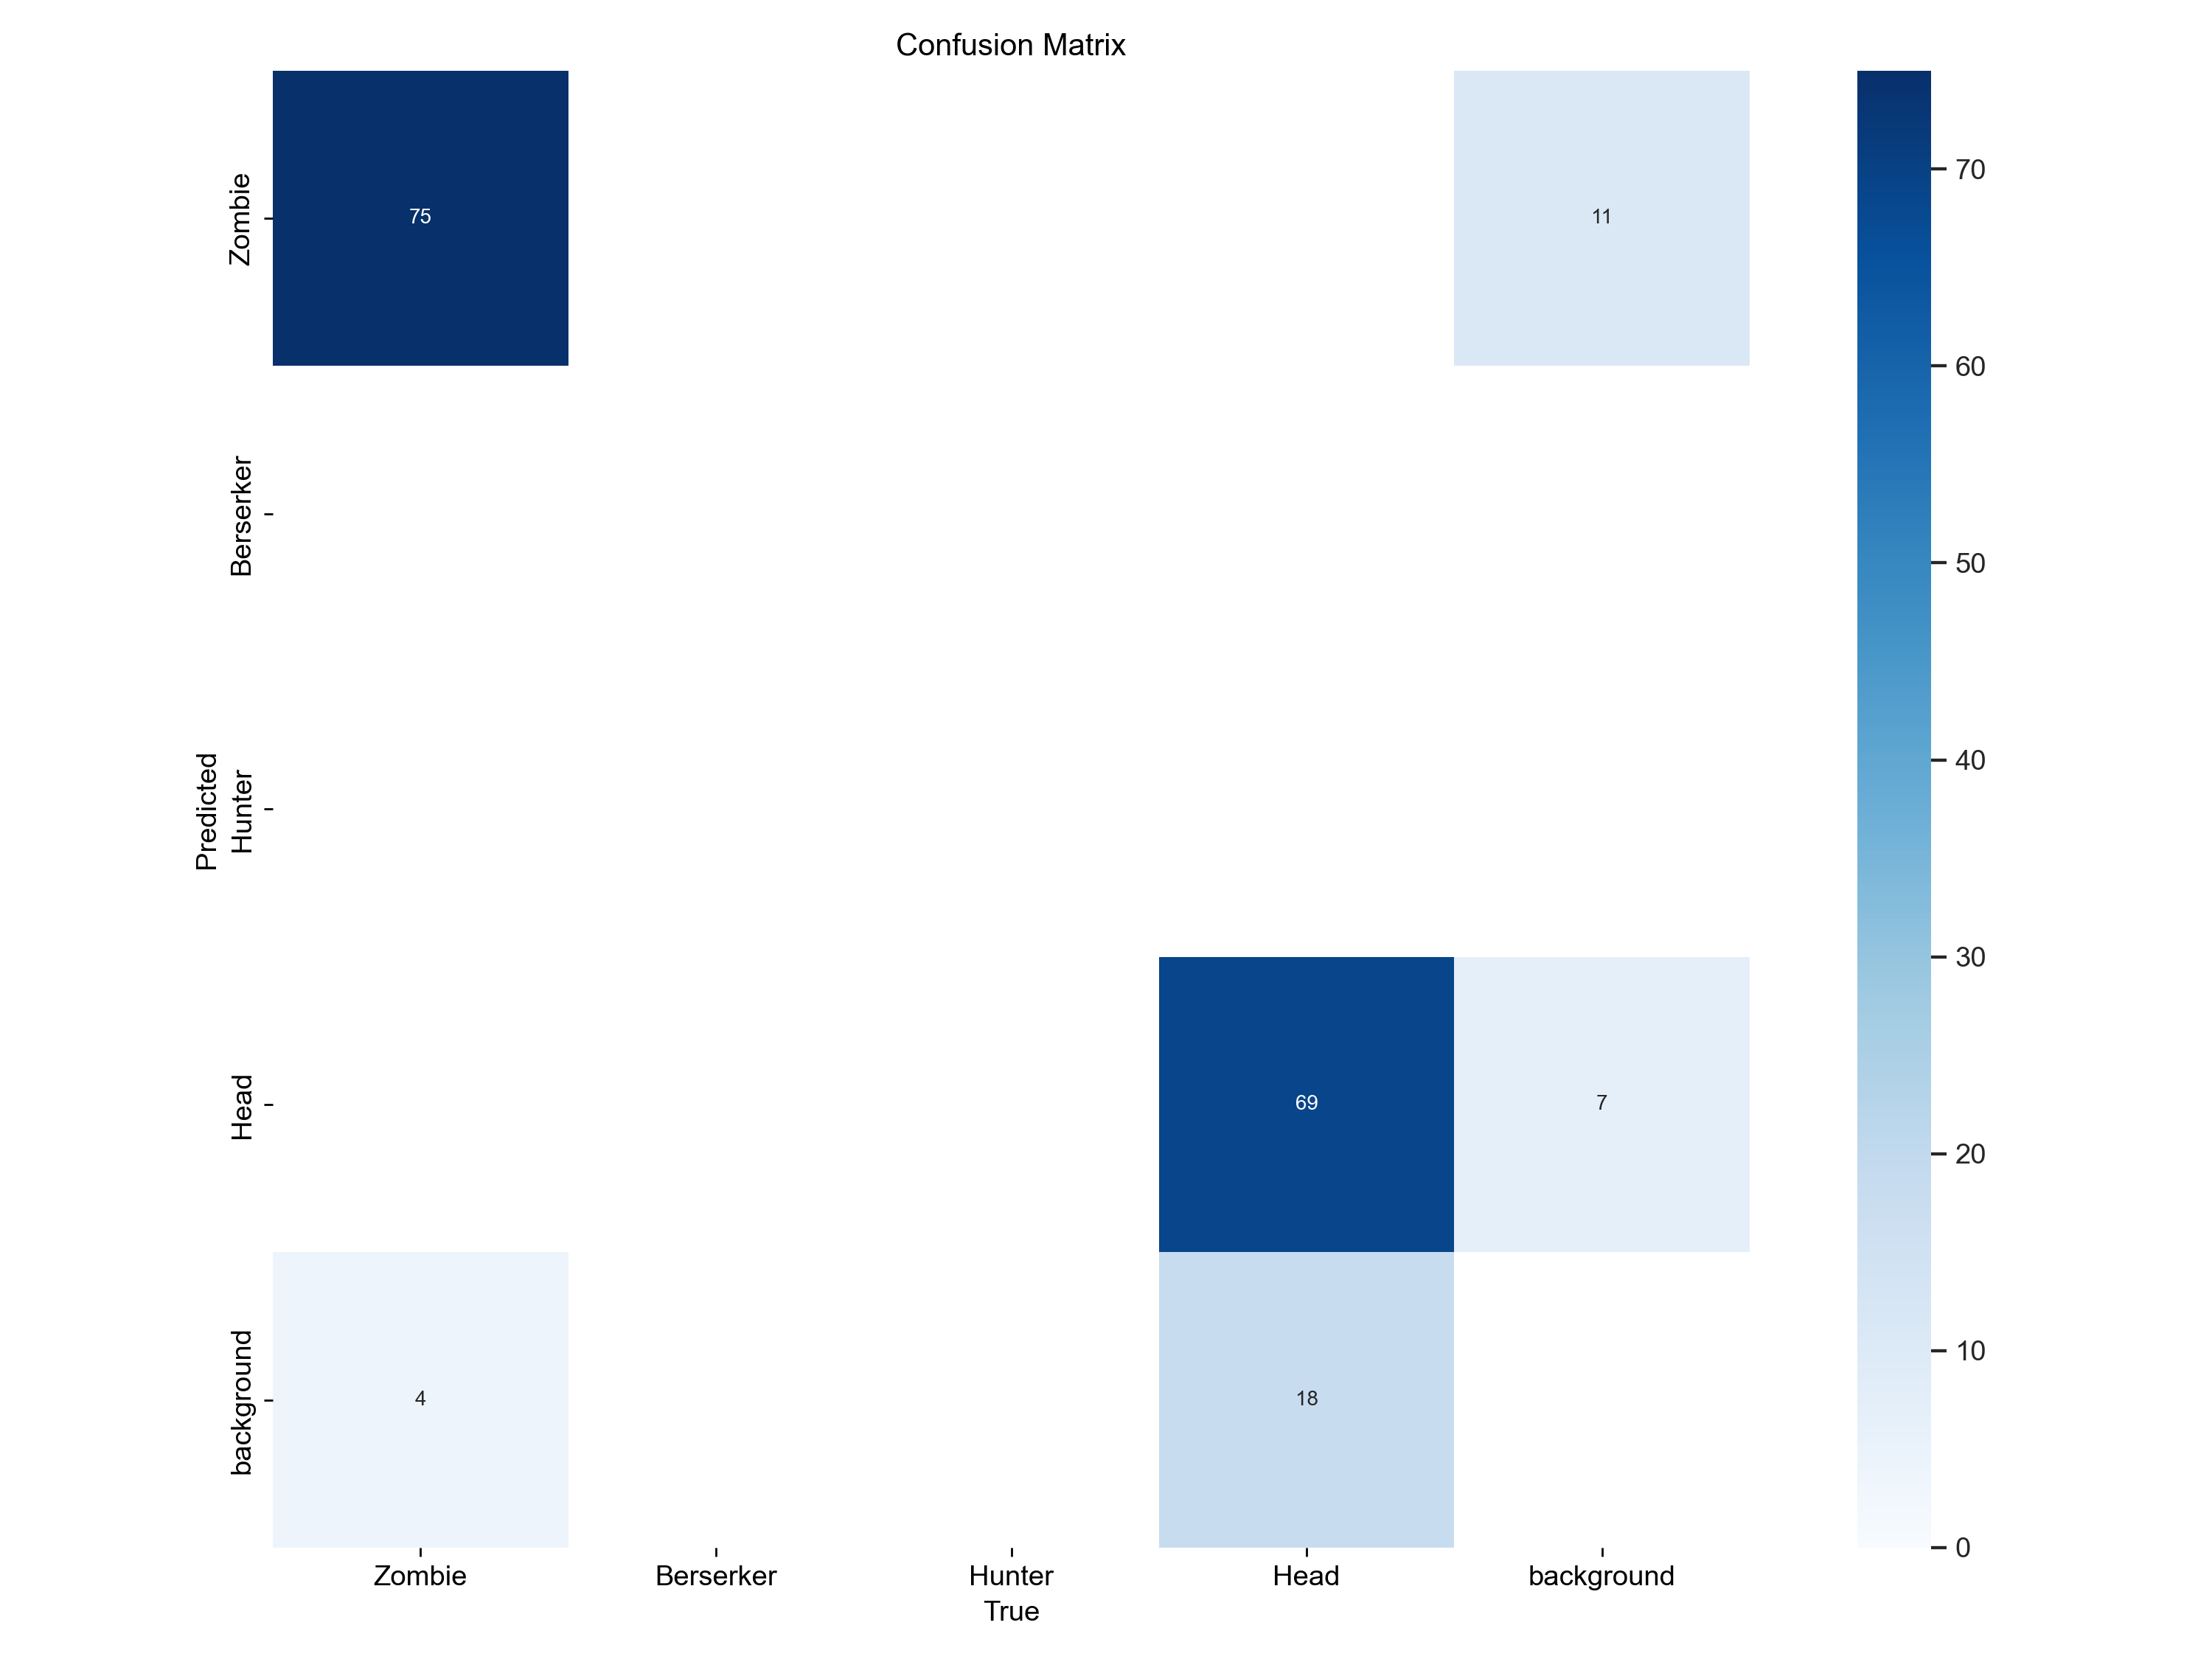 Confusion Matrix
Zombie
75
11
70
60
Berserker
50
40
Predicted
Hunter
30
Head
69
7
20
10
background
4
18
0
Zombie
Berserker
Hunter
Head
background
True